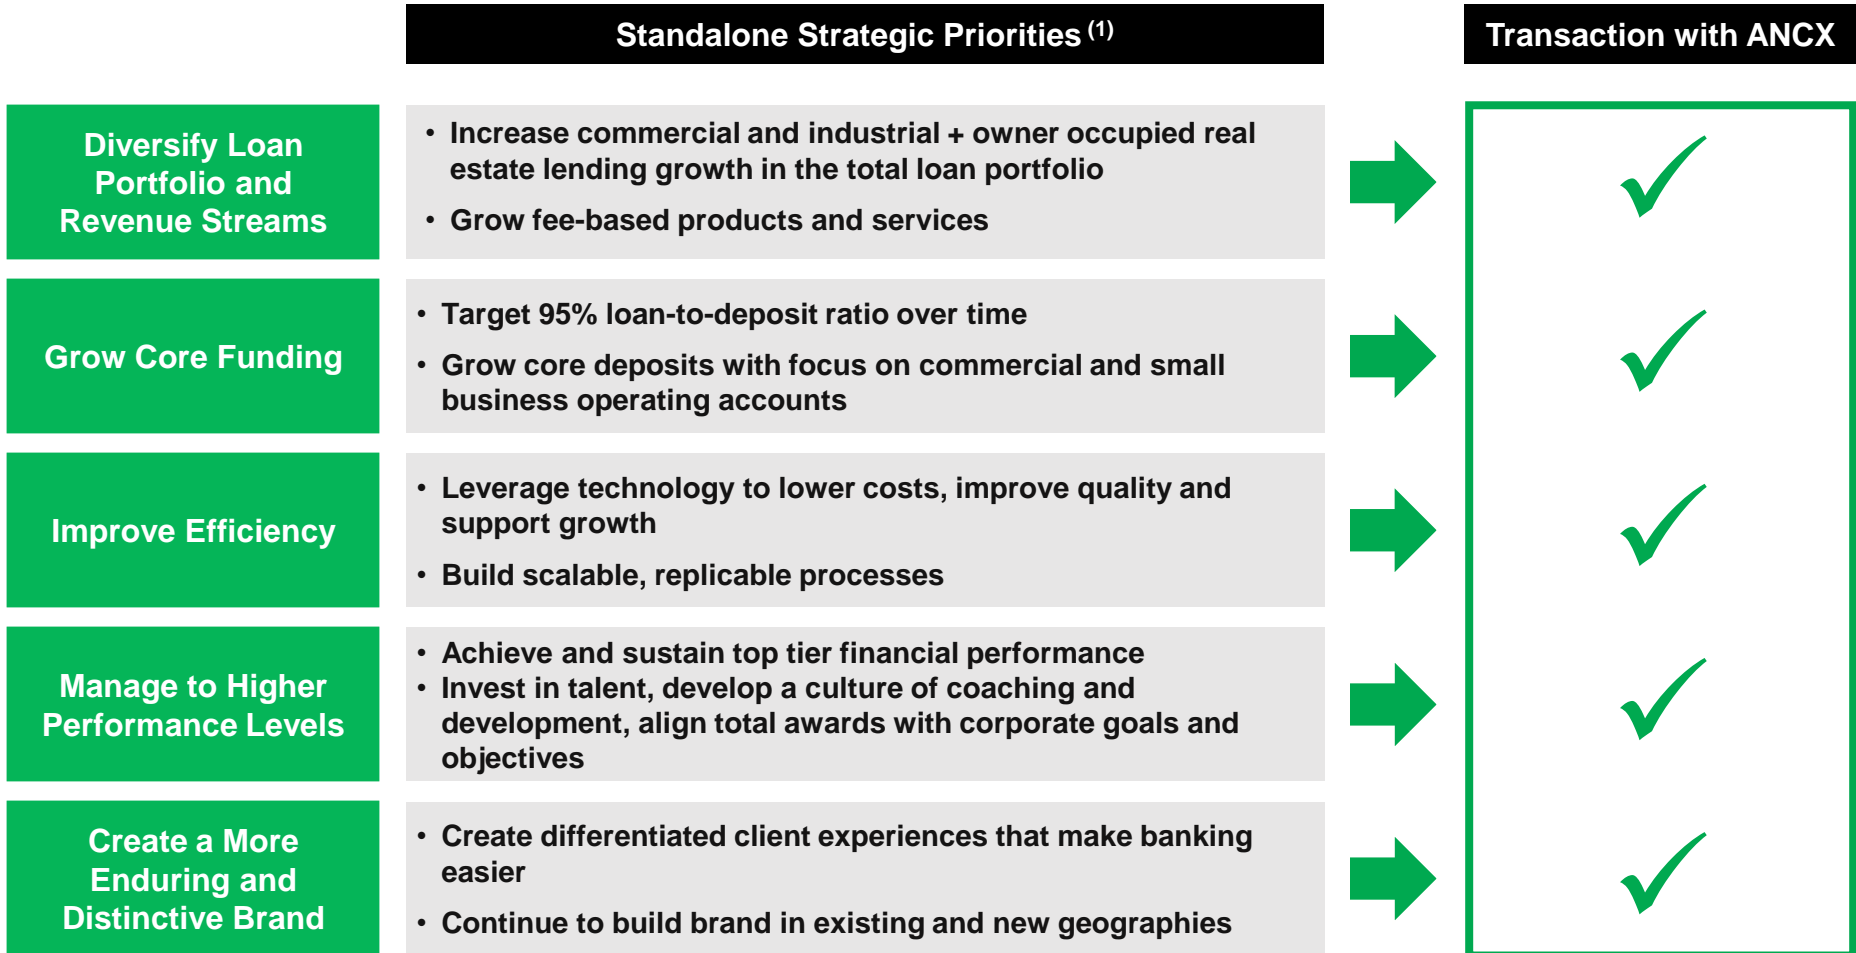 Standalone Strategic Priorities (1)
Transaction with ANCX
Diversify Loan
Portfolio and
Revenue Streams
• Increase commercial and industrial + owner occupied real
estate lending growth in the total loan portfolio
• Grow fee-based products and services
Grow Core Funding
• Target 95% loan-to-deposit ratio over time
• Grow core deposits with focus on commercial and small
business operating accounts
Improve Efficiency
• Leverage technology to lower costs, improve quality and
support growth
• Build scalable, replicable processes
Manage to Higher
Performance Levels
• Achieve and sustain top tier financial performance
• Invest in talent, develop a culture of coaching and
development, align total awards with corporate goals and
objectives
Create a More
Enduring and
Distinctive Brand
• Create differentiated client experiences that make banking
easier
• Continue to build brand in existing and new geographies